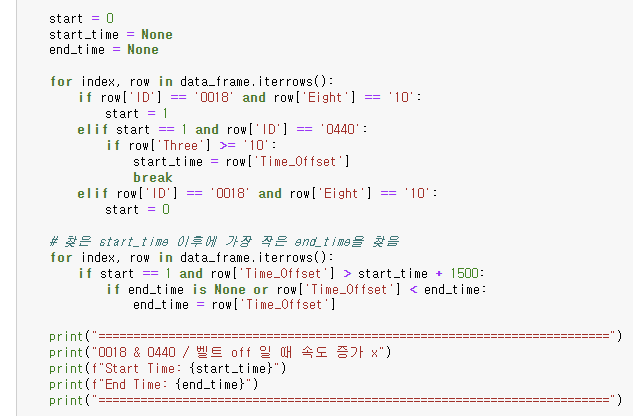 start = 0
start_time = None
end_time = None
for index, row in data_frame.iterrows():
    if row['ID'] == '0018' and row['Eight'] == '10':
        start = 1
    elif start == 1 and row['ID'] == '0440':
        if row['Three'] >= '10':
            start_time = row['Time_Offset']
            break
    elif row['ID'] == '0018' and row['Eight'] == '10':
        start = 0
# 찾은 start_time 이후에 가장 작은 end_time을 찾음
for index, row in data_frame.iterrows():
    if start == 1 and row['Time_Offset'] > start_time + 1500:
        if end_time is None or row['Time_Offset'] < end_time:
            end_time = row['Time_Offset']
print("=====================================================================")
print("0018 & 0440 / 벨트 off 일 때 속도 증가 x")
print(f"Start Time: {start_time}")
print(f"End Time: {end_time}")
print("=====================================================================")